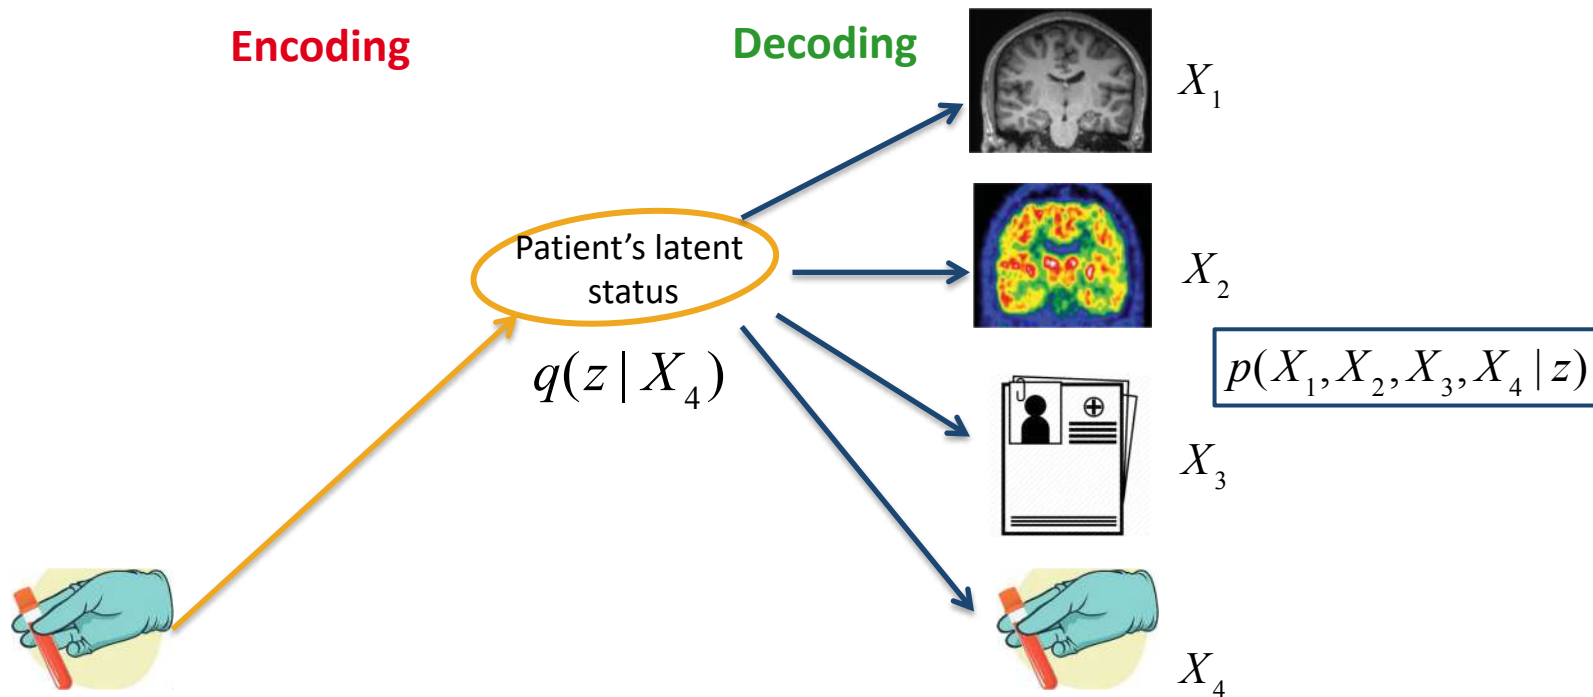 Encoding
Decoding
X₁
Patient's latent
status
X₂
q(z | X₄)
p(X₁, X₂, X₃, X₄ | z)
X₃
X₄